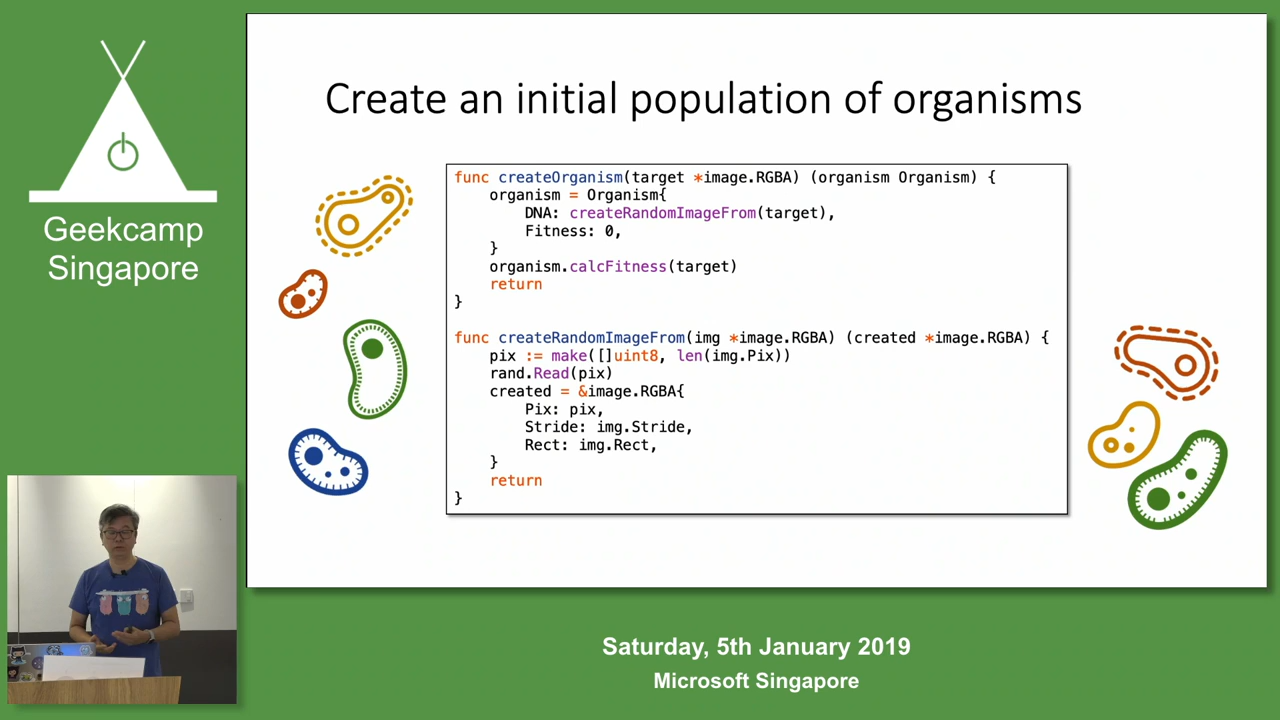 Geekcamp
Singapore
Create an initial population of organisms
func createOrganism(target *image.RGBA) (organism Organism) {
    organism = Organism{
        DNA: createRandomImageFrom(target),
        Fitness: 0,
    }
    organism.calcFitness(target)
    return
}
func createRandomImageFrom(img *image.RGBA) (created *image.RGBA) {
    pix := make([]uint8, len(img.Pix))
    rand.Read(pix)
    created = &image.RGBA{
        Pix: pix,
        Stride: img.Stride,
        Rect: img.Rect,
    }
    return
}
Saturday, 5th January 2019
Microsoft Singapore